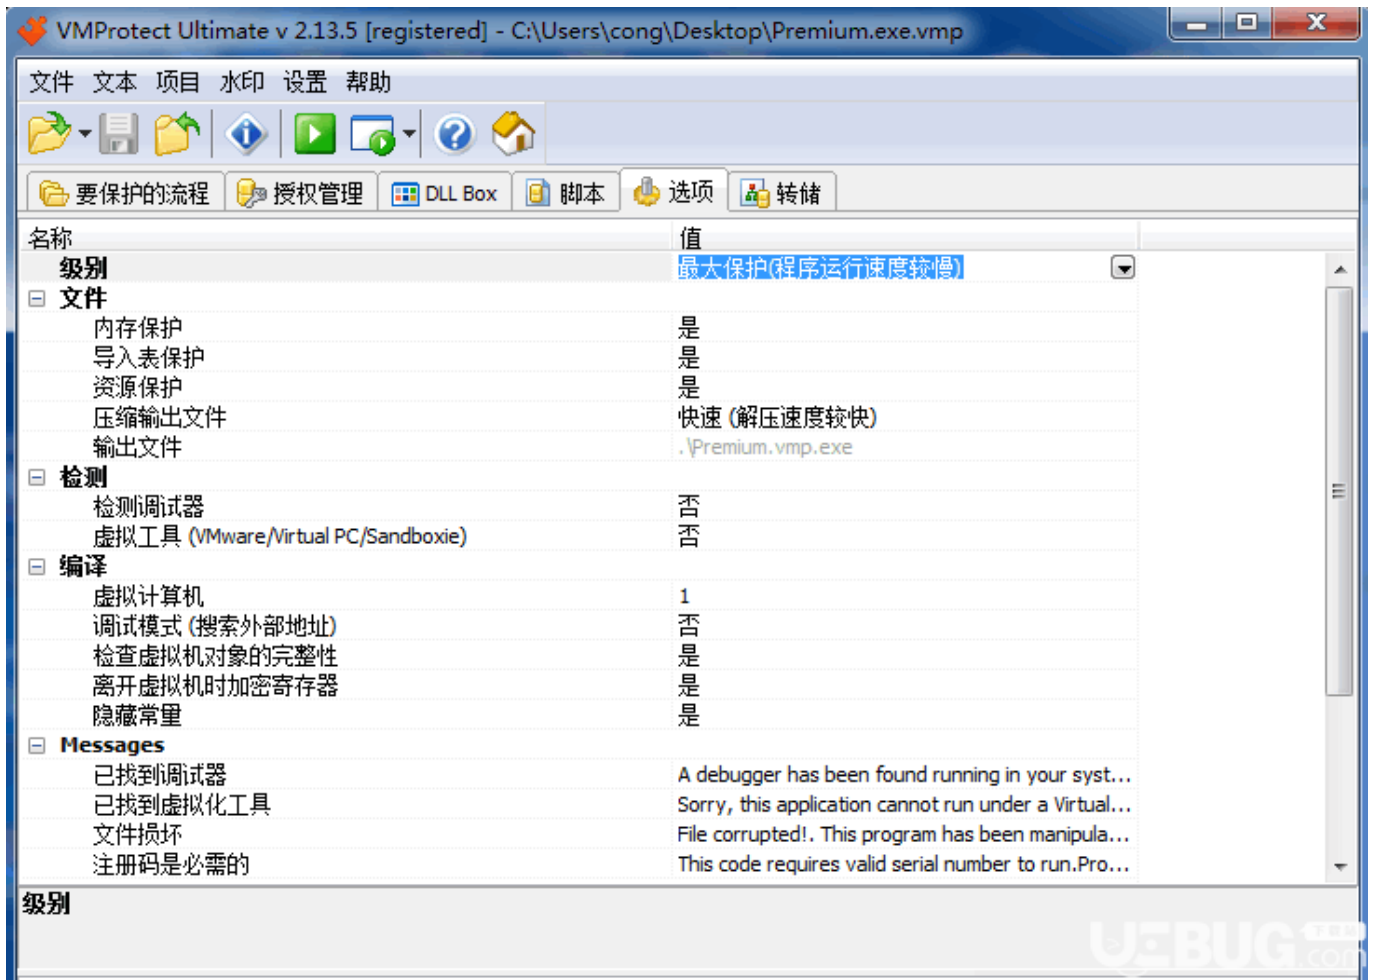 VMProtect Ultimate v 2.13.5 [registered] - C:\Users\cong\Desktop\Premium.exe.vmp
文件 文本 项目 水印 设置 帮助
要保护的流程 授权管理 DLL Box 脚本 选项 转储
名称 值
级别 最大保护(程序运行速度较慢)
文件
内存保护 是
导入表保护 是
资源保护 是
压缩输出文件 快速 (解压速度较快)
输出文件 .\Premium.vmp.exe
检测
检测调试器 否
虚拟工具 (VMware/Virtual PC/Sandboxie) 否
编译
虚拟计算机 1
调试模式 (搜索外部地址) 否
检查虚拟机对象的完整性 是
离开虚拟机时加密寄存器 是
隐藏常量 是
Messages
已找到调试器 A debugger has been found running in your syst...
已找到虚拟化工具 Sorry, this application cannot run under a Virtual...
文件损坏 File corrupted!. This program has been manipula...
注册码是必需的 This code requires valid serial number to run.Pro...
级别
UEBUG
下载站
.com